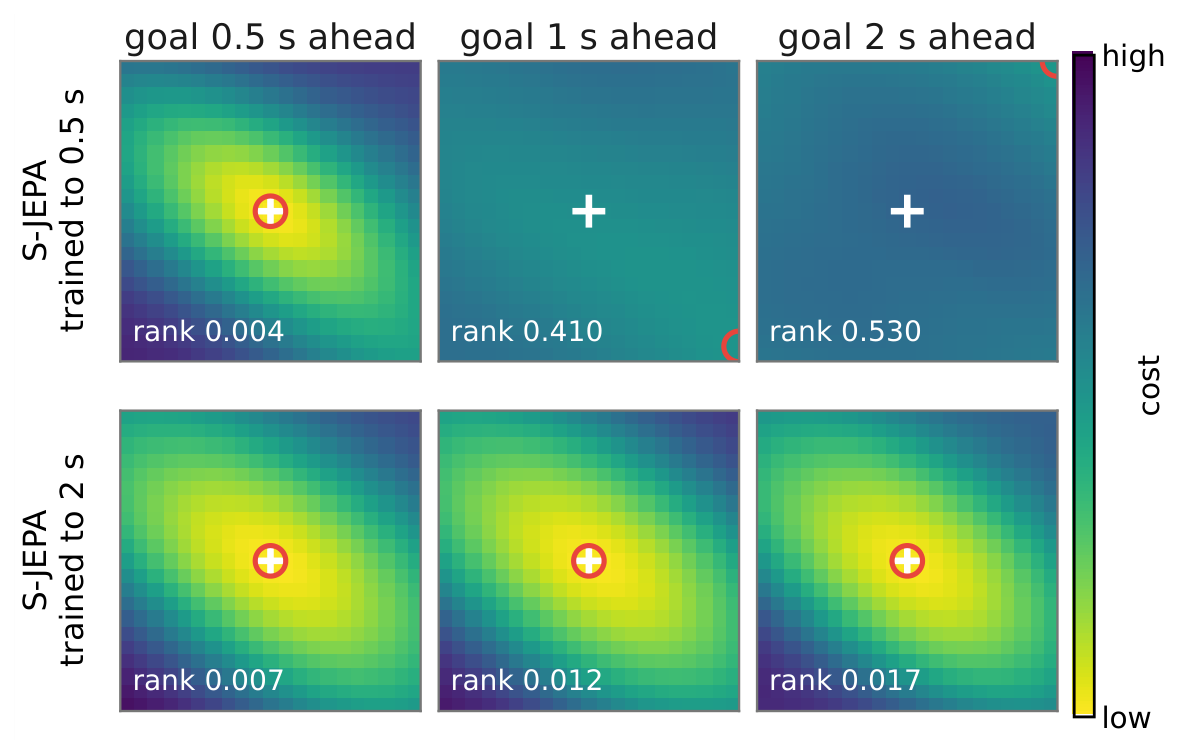 goal 0.5 s ahead
goal 1 s ahead
goal 2 s ahead
S-JEPA
trained to 0.5 s
rank 0.004
rank 0.410
rank 0.530
S-JEPA
trained to 2 s
rank 0.007
rank 0.012
rank 0.017
high
cost
low